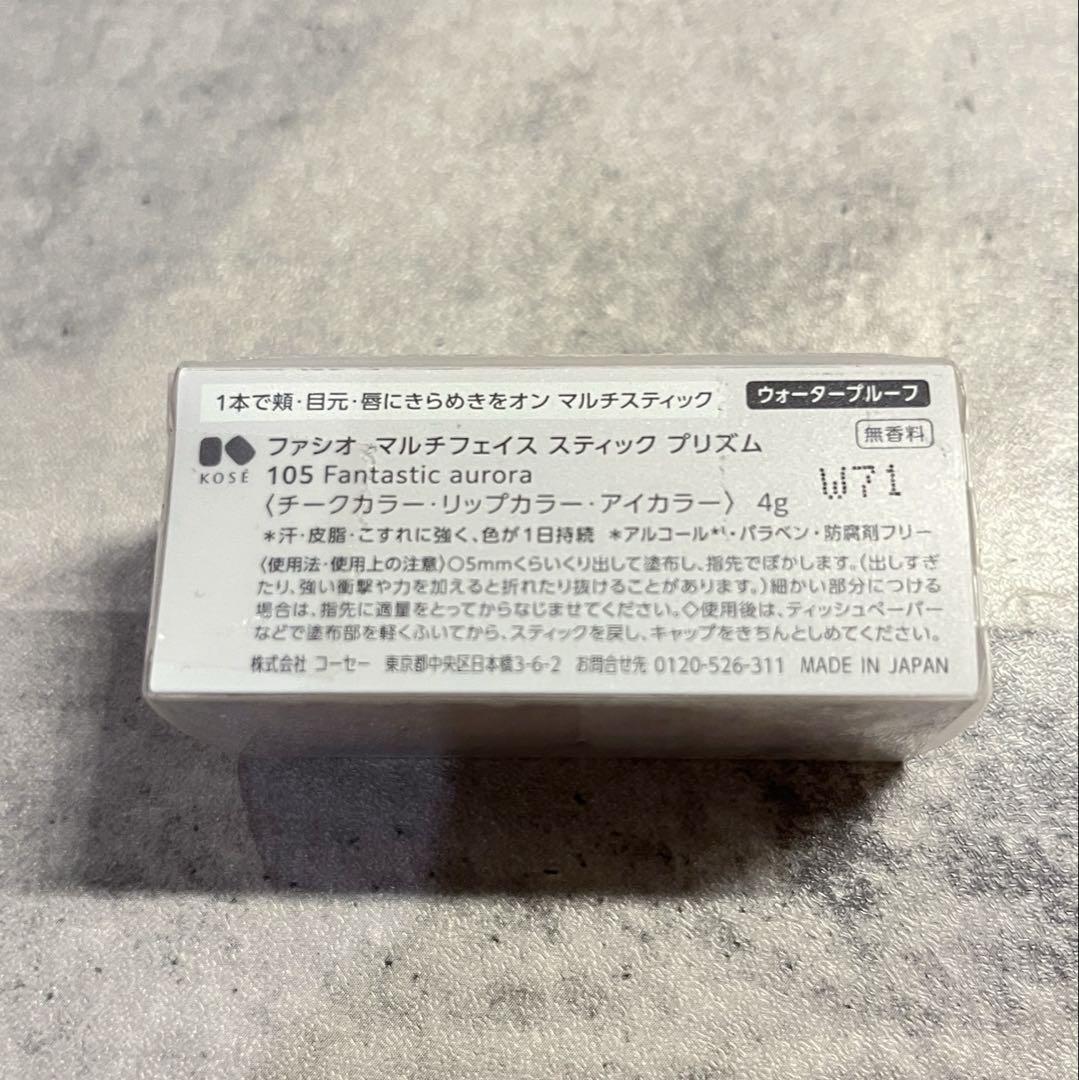 1本で頬・目元・唇にきらめきをオン マルチスティック
ウォータープルーフ
KOSÉ
ファシオ マルチフェイス スティック プリズム
無香料
105 Fantastic aurora
W71
〈チークカラー・リップカラー・アイカラー〉 4g
＊汗・皮脂・こすれに強く、色が1日持続 ＊アルコール*¹・パラベン・防腐剤フリー
〈使用法・使用上の注意〉○5mmくらいくり出して塗布し、指先でぼかします。（出しすぎ
たり、強い衝撃や力を加えると折れたり抜けることがあります。）細かい部分につける
場合は、指先に適量をとってからなじませてください。◇使用後は、ティッシュペーパー
などで塗布部を軽くふいてから、スティックを戻し、キャップをきちんとしめてください。
株式会社 コーセー 東京都中央区日本橋3-6-2 お問合せ先 0120-526-311 MADE IN JAPAN